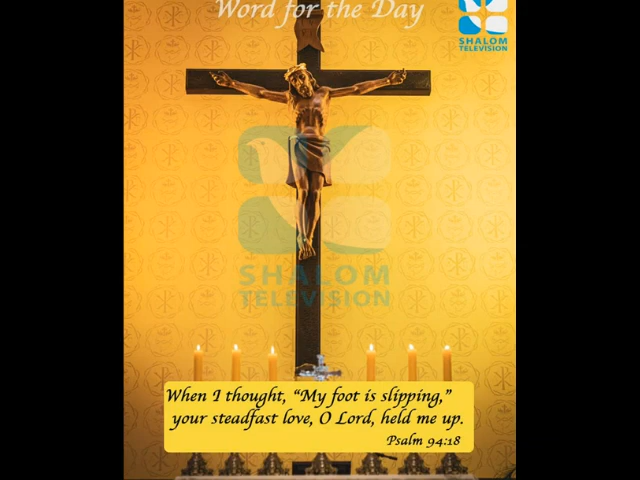 Word for the Day
SHALOM
TELEVISION
SHALOM
TELEVISION
When I thought, “My foot is slipping,”
your steadfast love, O Lord, held me up.
Psalm 94:18